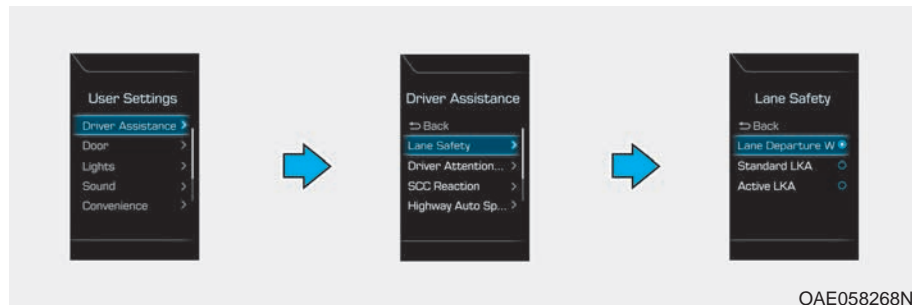 User Settings
Driver Assistance >
Door >
Lights >
Sound >
Convenience >
Driver Assistance
Back
Lane Safety >
Driver Attention... >
SCC Reaction >
Highway Auto Sp... >
Lane Safety
Back
Lane Departure W
Standard LKA
Active LKA
OAE058268N